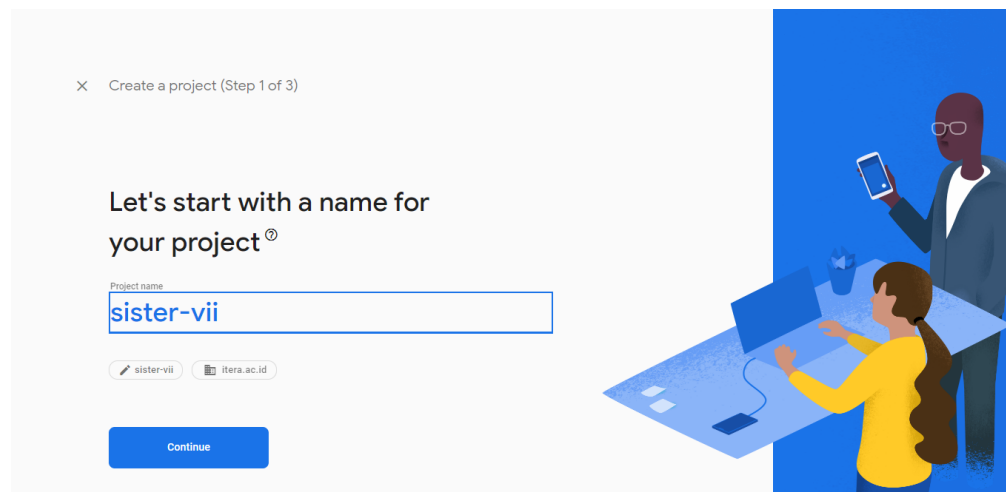 Create a project (Step 1 of 3)
Let's start with a name for
your project
Project name
sister-vii
sister-vii
itera.ac.id
Continue